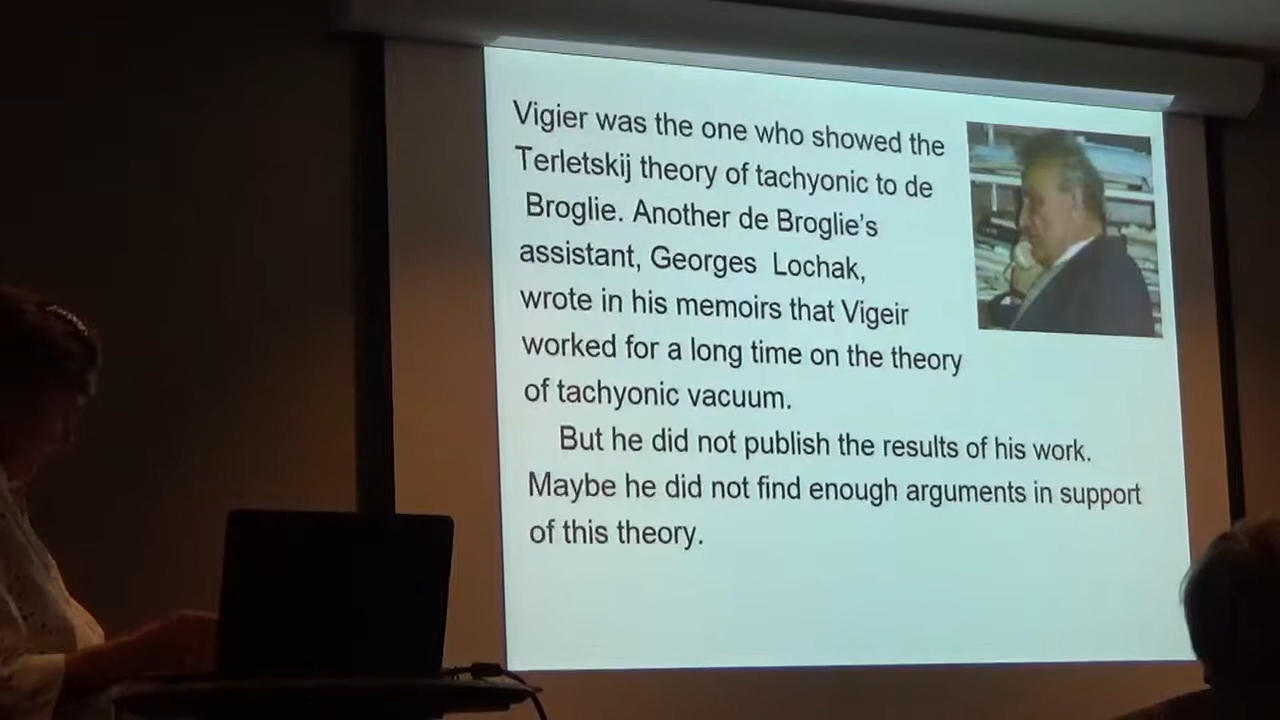 Vigier was the one who showed the
Terletskij theory of tachyonic to de
Broglie. Another de Broglie's
assistant, Georges Lochak,
wrote in his memoirs that Vigeir
worked for a long time on the theory
of tachyonic vacuum.
But he did not publish the results of his work.
Maybe he did not find enough arguments in support
of this theory.